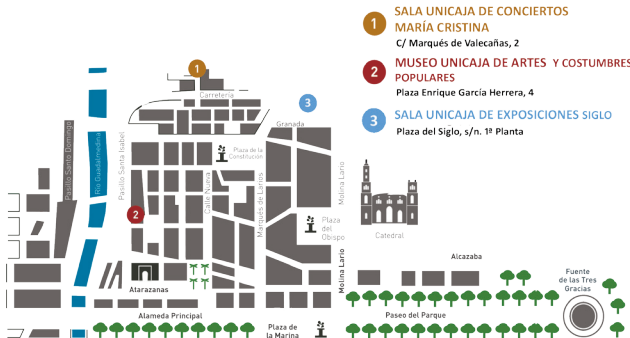 1 SALA UNICAJA DE CONCIERTOS
MARÍA CRISTINA
C/ Marqués de Valecañas, 2
2 MUSEO UNICAJA DE ARTES Y COSTUMBRES
POPULARES
Plaza Enrique García Herrera, 4
3 SALA UNICAJA DE EXPOSICIONES SIGLO
Plaza del Siglo, s/n. 1ª Planta
1
Carretería
3
Granada
Pasillo Santo Domingo
Río Guadalmedina
Pasillo Santa Isabel
Plaza de la
Constitución
Calle Nueva
Marqués de Larios
Molina Lario
2
Plaza
del
Obispo
Catedral
Molina Lario
Alcazaba
Atarazanas
Fuente
de las Tres
Gracias
Alameda Principal
Paseo del Parque
Plaza de
la Marina